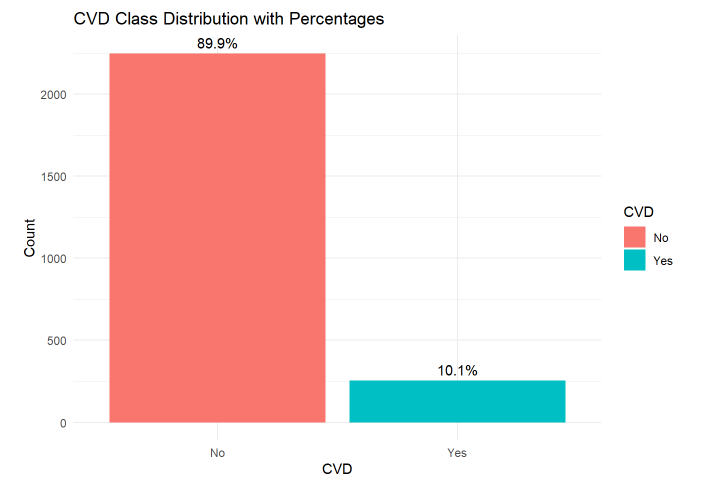 CVD Class Distribution with Percentages
89.9%
10.1%
2000
1500
1000
500
0
Count
No
Yes
CVD
CVD
No
Yes